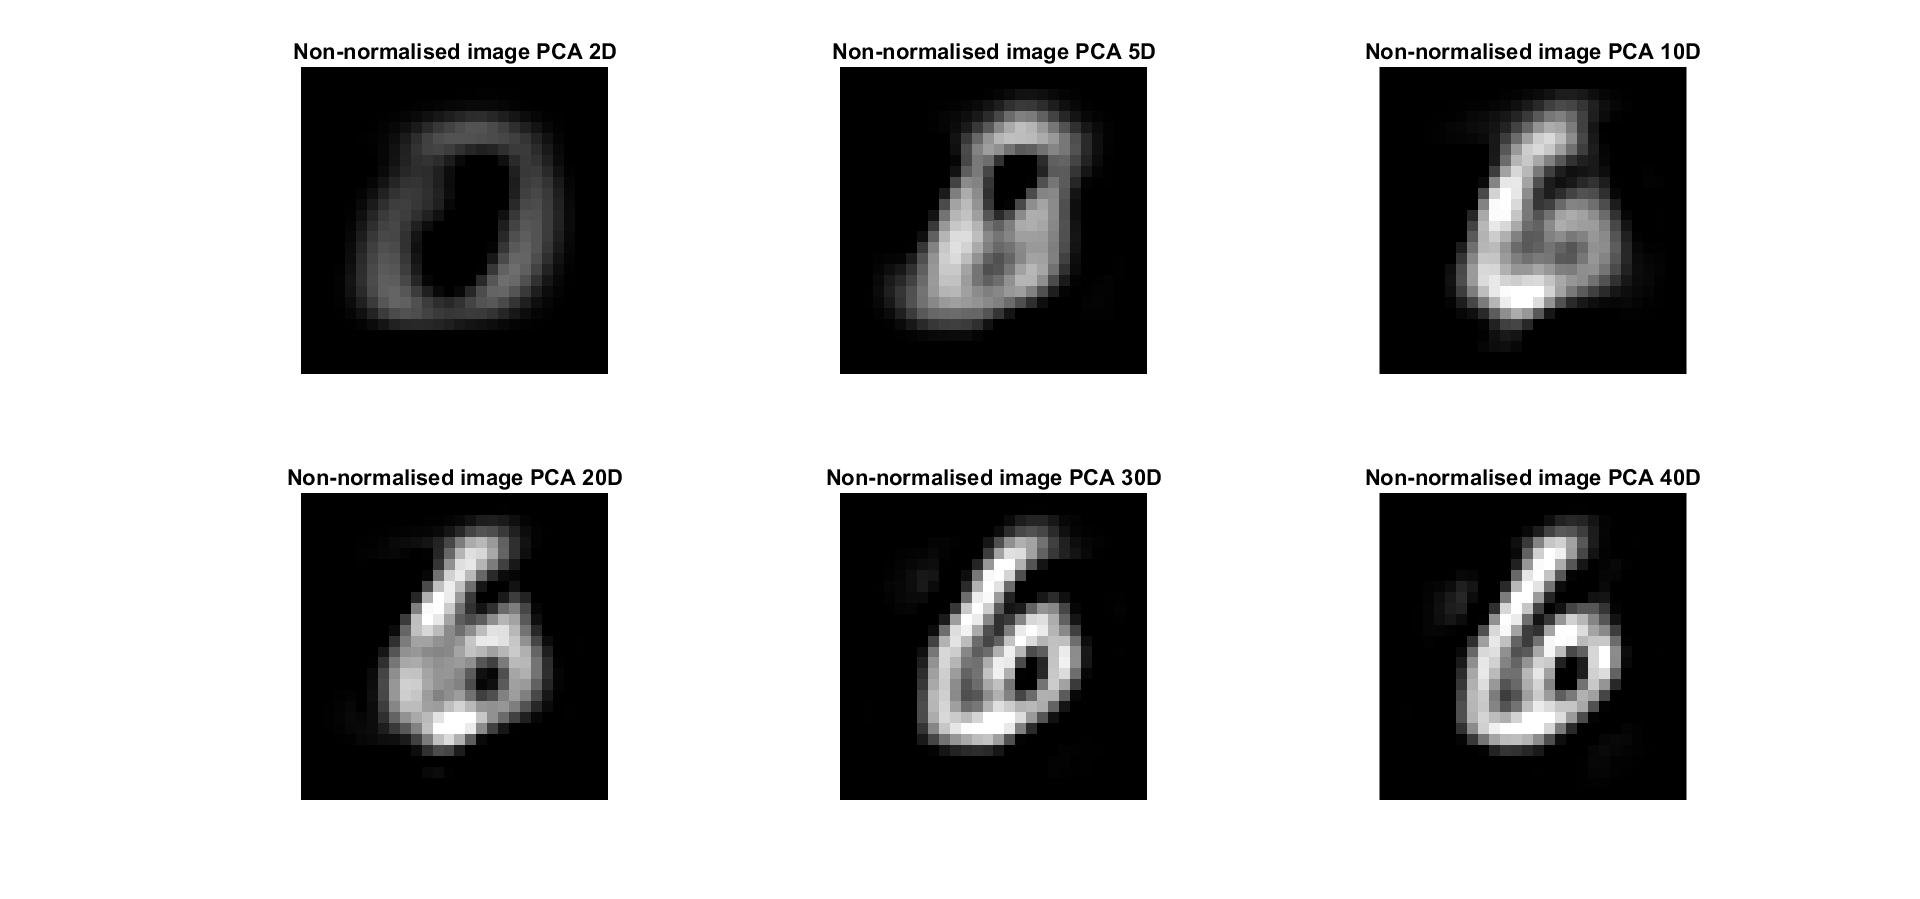 Non-normalised image PCA 2D
Non-normalised image PCA 5D
Non-normalised image PCA 10D
Non-normalised image PCA 20D
Non-normalised image PCA 30D
Non-normalised image PCA 40D